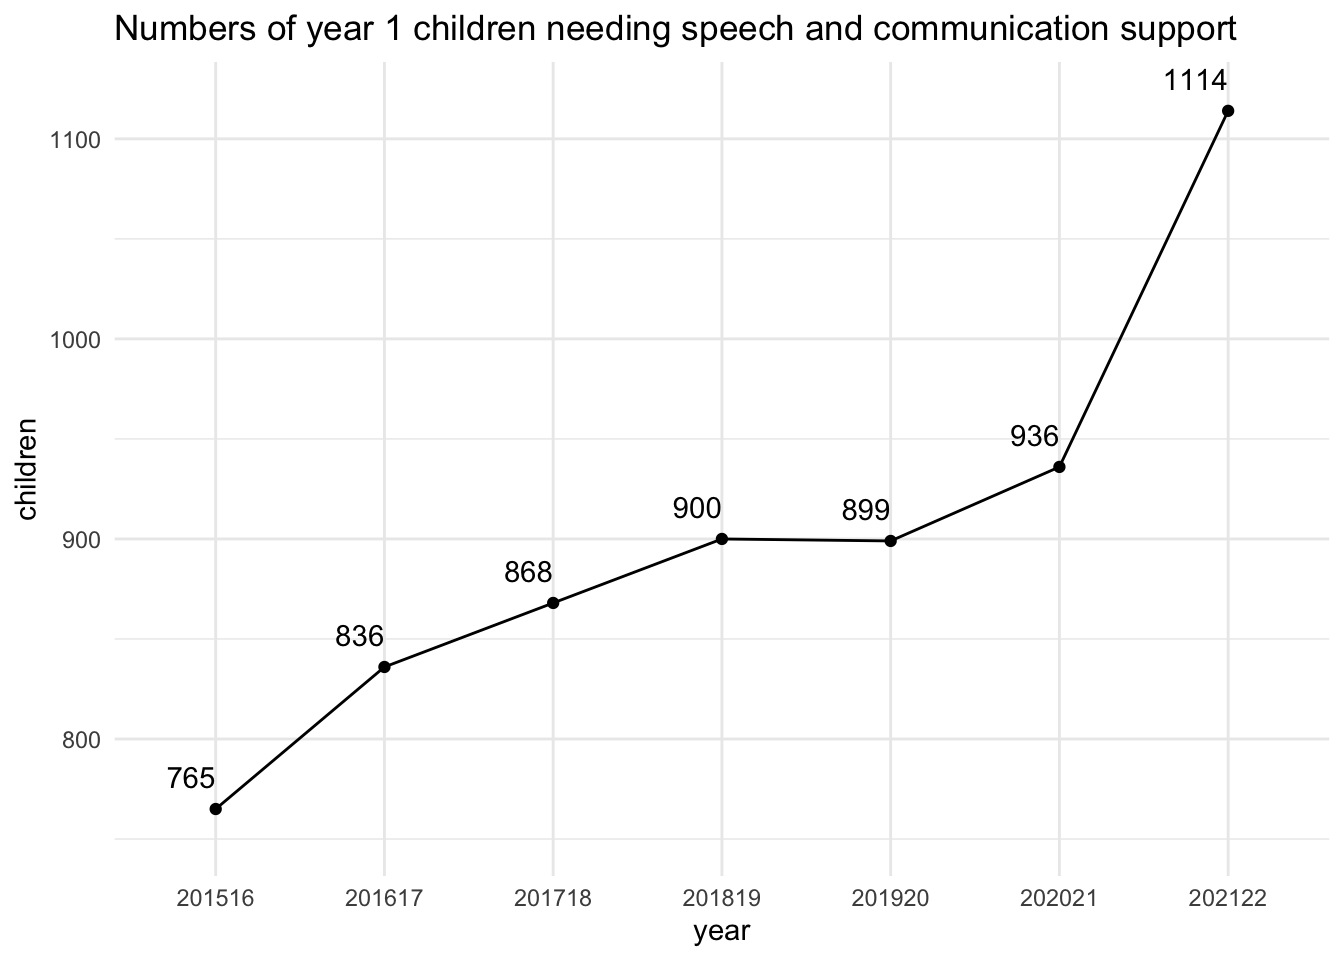 Numbers of year 1 children needing speech and communication support
1114
1100
1000
936
900
899
900
868
836
800
765
children
201516 201617 201718 201819 201920 202021 202122
year